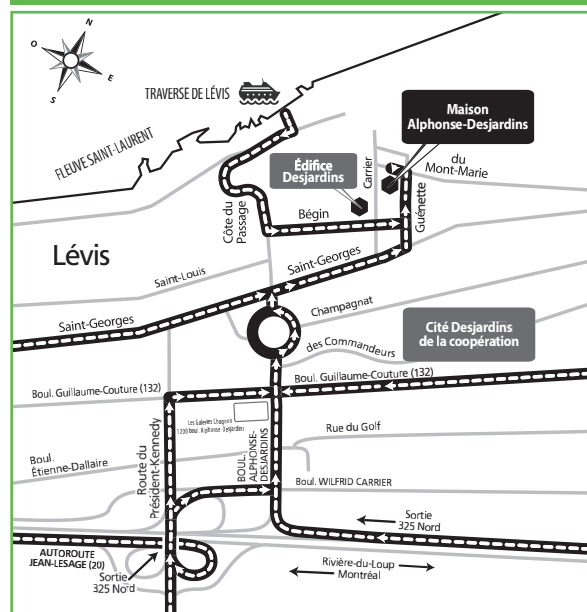 N
O
E
S
TRAVERSE DE LÉVIS
FLEUVE SAINT-LAURENT
Maison
Alphonse-Desjardins
Édifice
Desjardins
Carrier
du
Mont-Marie
Côte du
Passage
Bégin
Guénette
Lévis
Saint-Louis
Saint-Georges
Saint-Georges
Champagnat
Cité Desjardins
de la coopération
des Commandeurs
Boul. Guillaume-Couture (132)
Boul. Guillaume-Couture (132)
Les Galeries Chagnon
1200 boul. Alphonse-Desjardins
Rue du Golf
Boul.
Étienne-Dallaire
Route du
Président-Kennedy
BOUL.
ALPHONSE-
DESJARDINS
Boul. WILFRID CARRIER
Sortie
325 Nord
AUTOROUTE
JEAN-LESAGE (20)
Sortie
325 Nord
Rivière-du-Loup
Montréal